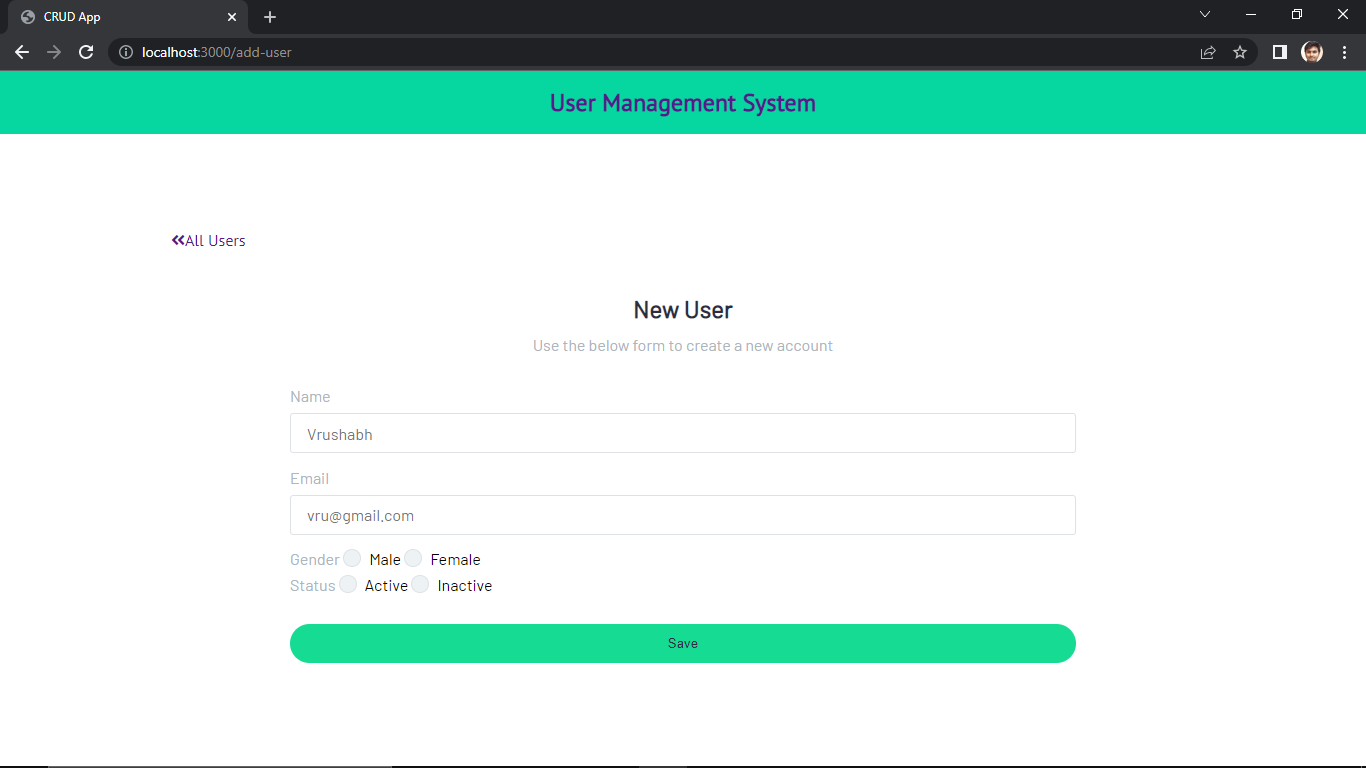 CRUD App
localhost:3000/add-user
User Management System
All Users
New User
Use the below form to create a new account
Name
Vrushabh
Email
vru@gmail.com
Gender Male Female
Status Active Inactive
Save